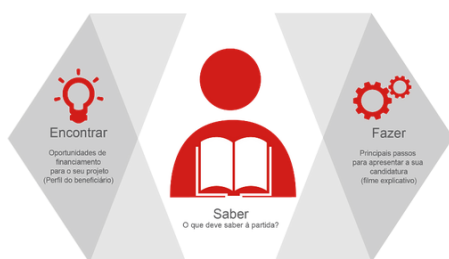 Encontrar
Oportunidades de
financiamento
para o seu projeto
(Perfil do beneficiário)
Saber
O que deve saber à partida?
Fazer
Principais passos
para apresentar a sua
candidatura
(filme explicativo)